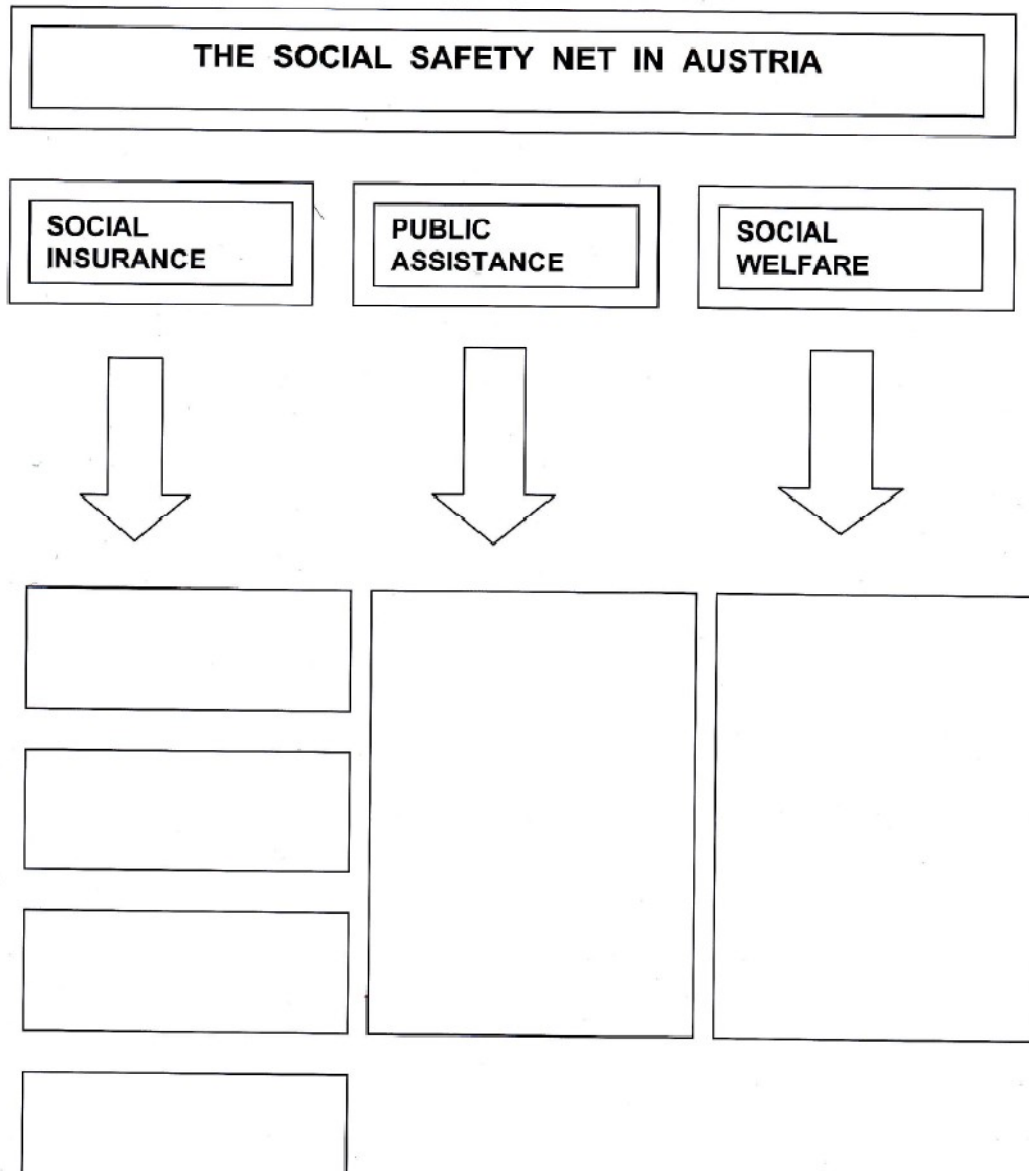 THE SOCIAL SAFETY NET IN AUSTRIA
SOCIAL
INSURANCE
PUBLIC
ASSISTANCE
SOCIAL
WELFARE